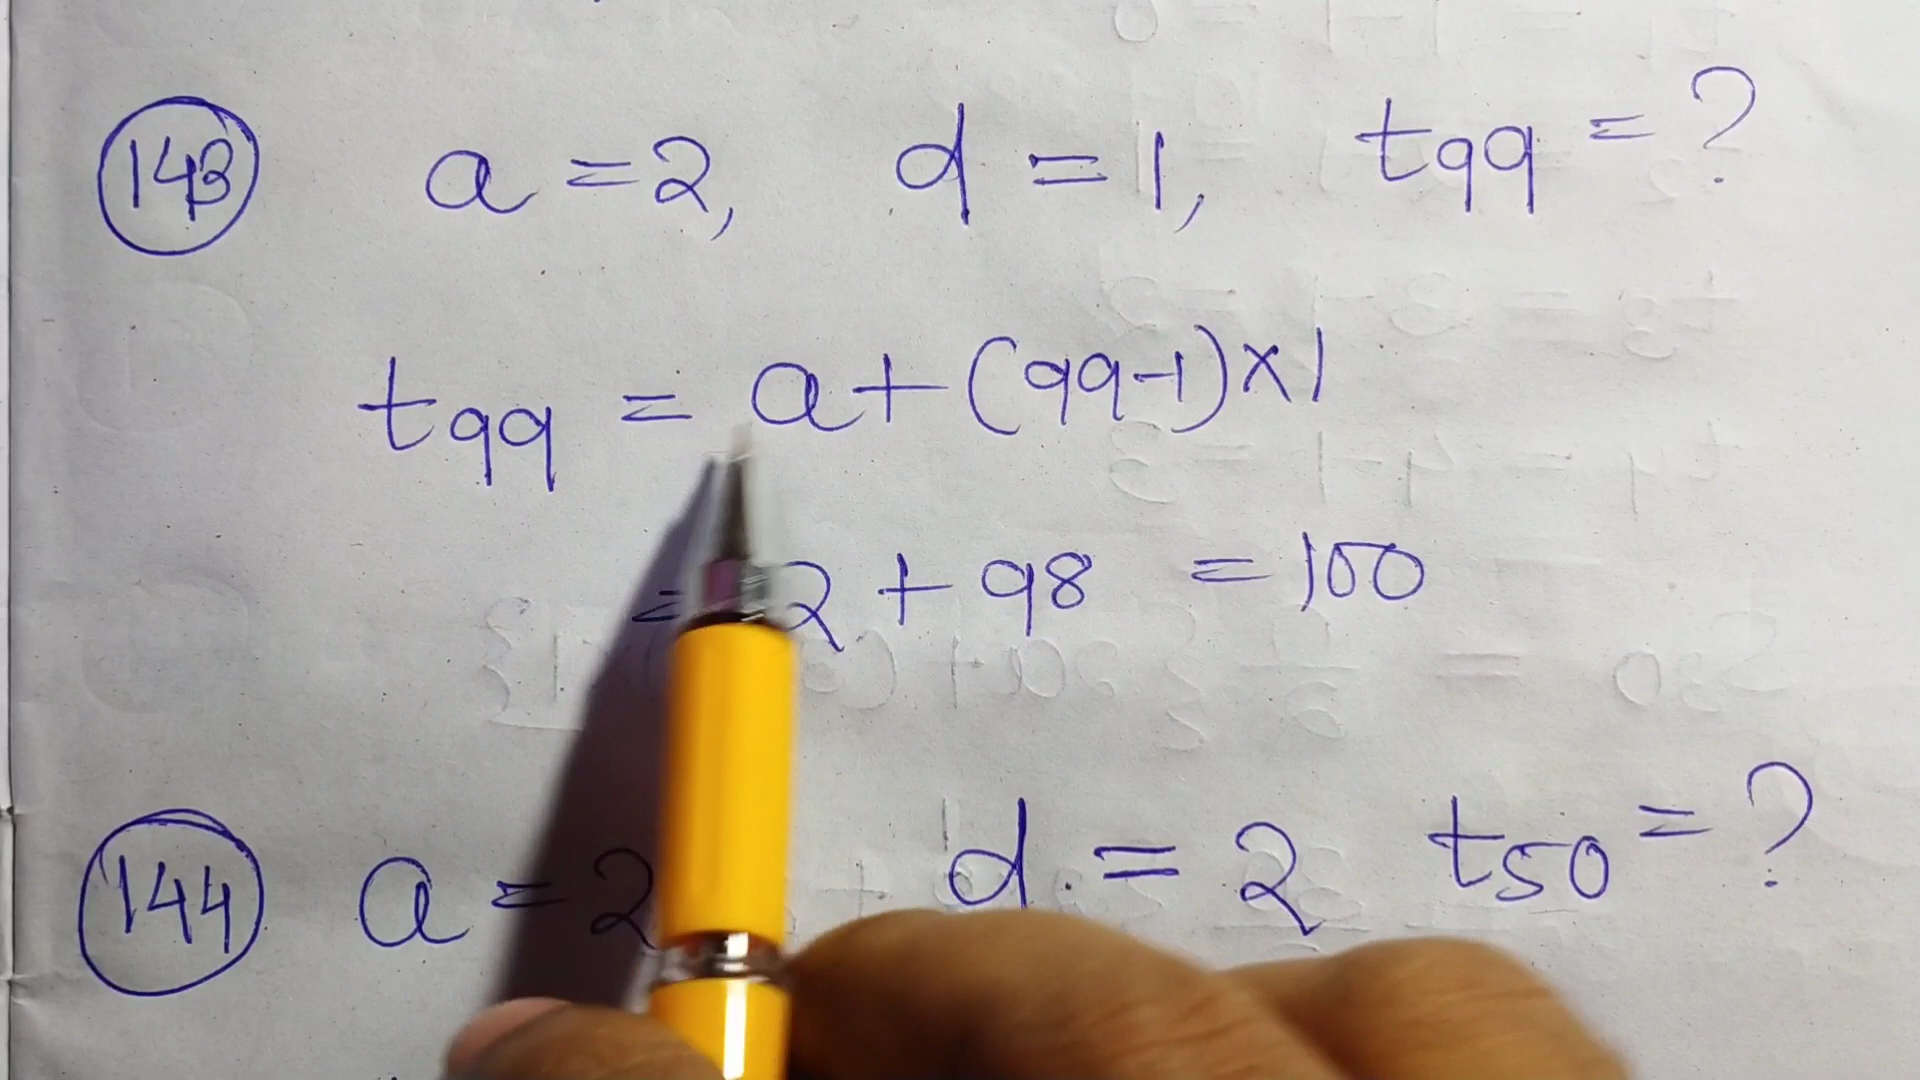 143 a = 2, d = 1, t99 = ?
t99 = a + (99-1) × 1
= 2 + 98 = 100
144 a = 2 d = 2 t50 = ?